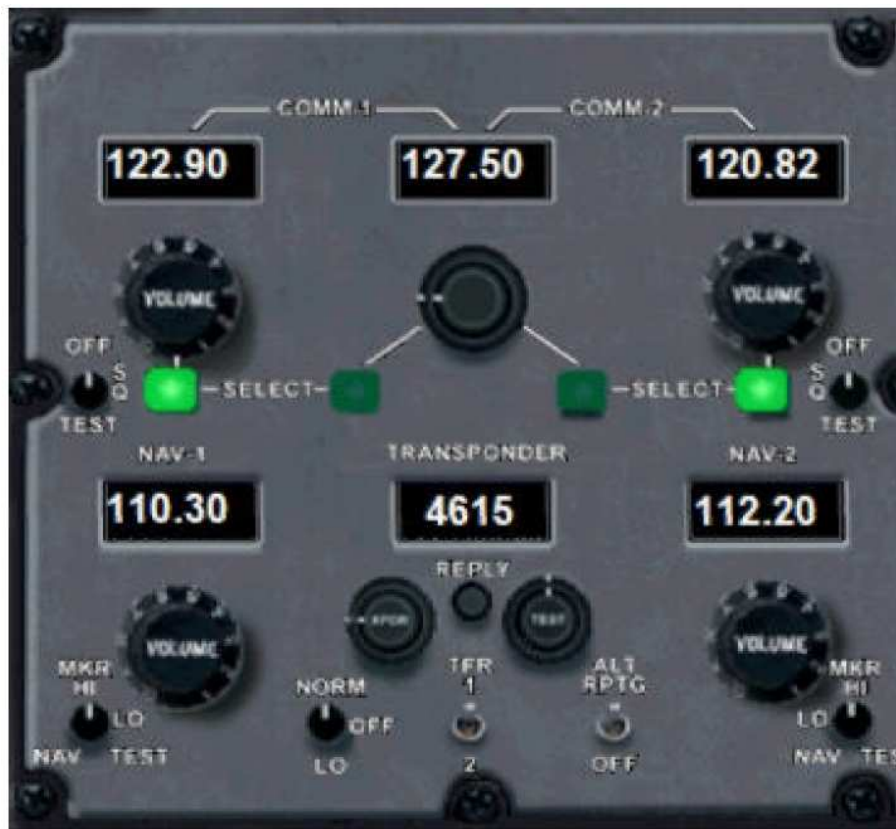 COMM-1 COMM-2
122.90 127.50 120.82
VOLUME VOLUME
OFF OFF
SQ SELECT SELECT SQ
TEST TEST
NAV-1 TRANSPONDER NAV-2
110.30 4615 112.20
REPLY
XPDR TEST
VOLUME VOLUME
MKR TFR ALT MKR
HI NORM 1 RPTG HI
LO OFF LO
NAV TEST LO 2 OFF NAV TES